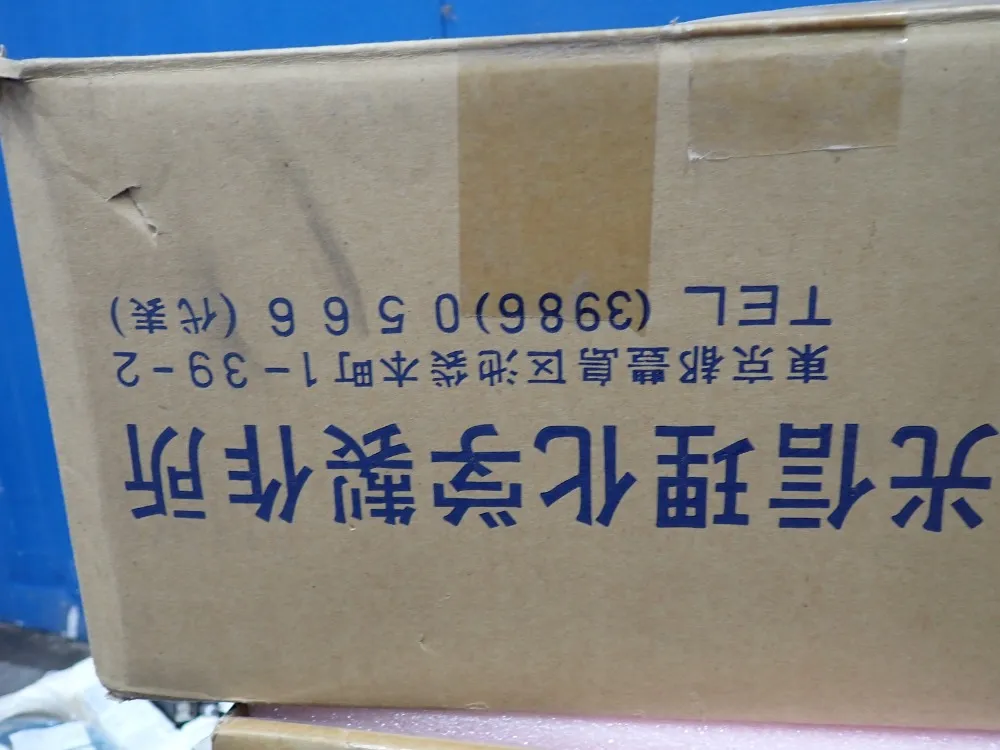 光信理化学製作所
東京都豊島区池袋本町1-39-2
TEL (3986)0566 (代表)